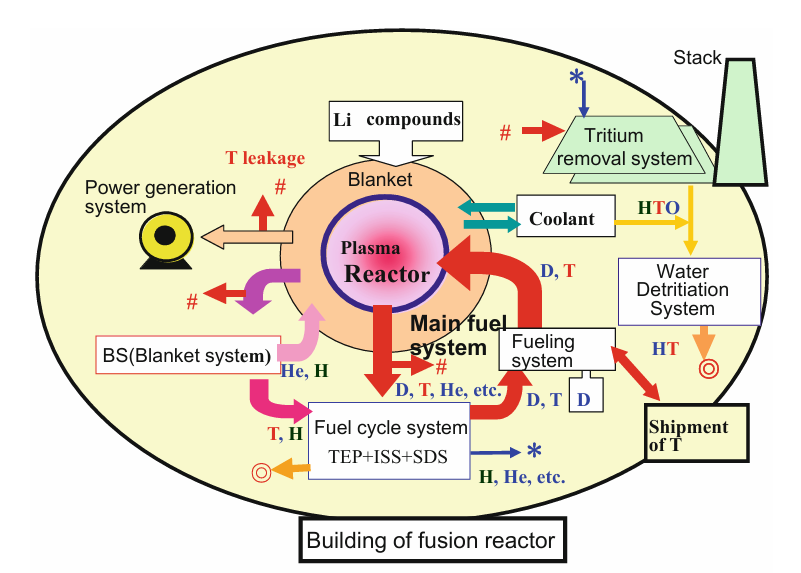 Stack
*
Li compounds
#
Tritium
removal system
T leakage
#
Blanket
Power generation
system
HTO
Coolant
Plasma
Reactor
D, T
Water
Detritiation
System
#
Main fuel
system
Fueling
system
HT
BS(Blanket system)
He, H
#
D, T, He, etc.
D, T
D
T, H
Fuel cycle system
TEP+ISS+SDS
Shipment
of T
*
◎
◎
H, He, etc.
Building of fusion reactor